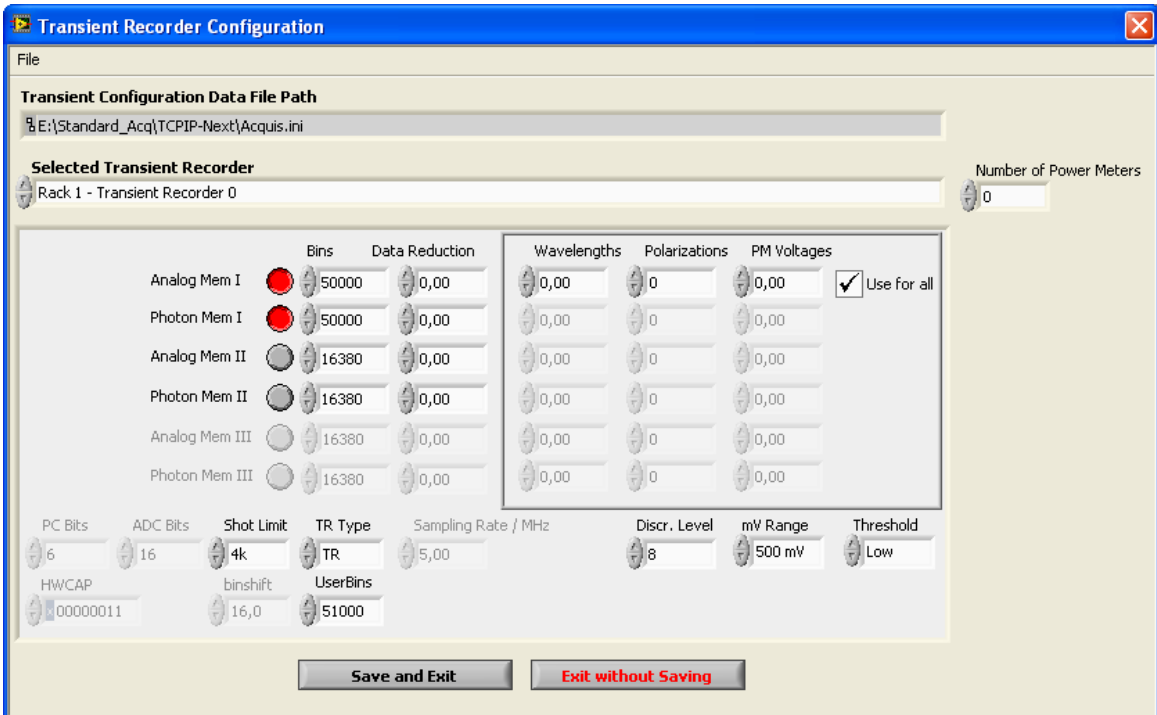 Transient Recorder Configuration
File
Transient Configuration Data File Path
E:\Standard_Acq\TCPIP-Next\Acquis.ini
Selected Transient Recorder
Number of Power Meters
Rack 1 - Transient Recorder 0
0
Bins Data Reduction Wavelengths Polarizations PM Voltages
Analog Mem I 50000 0,00 0,00 0 0,00 Use for all
Photon Mem I 50000 0,00 0,00 0 0,00
Analog Mem II 16380 0,00 0,00 0 0,00
Photon Mem II 16380 0,00 0,00 0 0,00
Analog Mem III 16380 0,00 0,00 0 0,00
Photon Mem III 16380 0,00 0,00 0 0,00
PC Bits ADC Bits Shot Limit TR Type Sampling Rate / MHz Discr. Level mV Range Threshold
6 16 4k TR 5,00 8 500 mV Low
HWCAP binshift UserBins
x00000011 16,0 51000
Save and Exit Exit without Saving